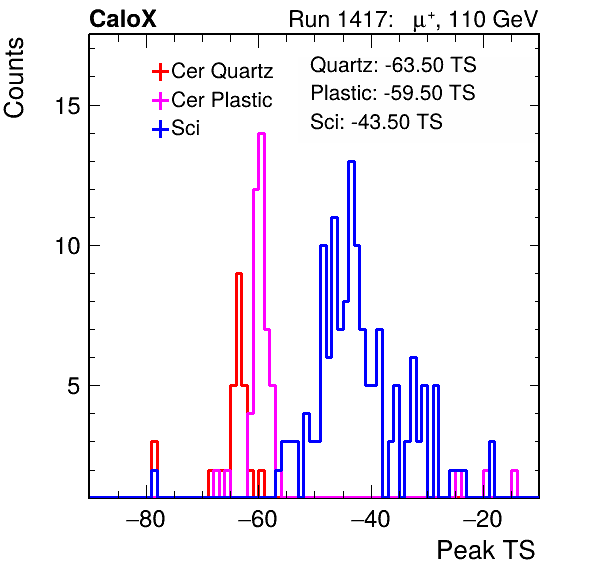 CaloX Run 1417: μ⁺, 110 GeV
Counts
Cer Quartz
Cer Plastic
Sci
Quartz: -63.50 TS
Plastic: -59.50 TS
Sci: -43.50 TS
15
10
5
−80 −60 −40 −20
Peak TS